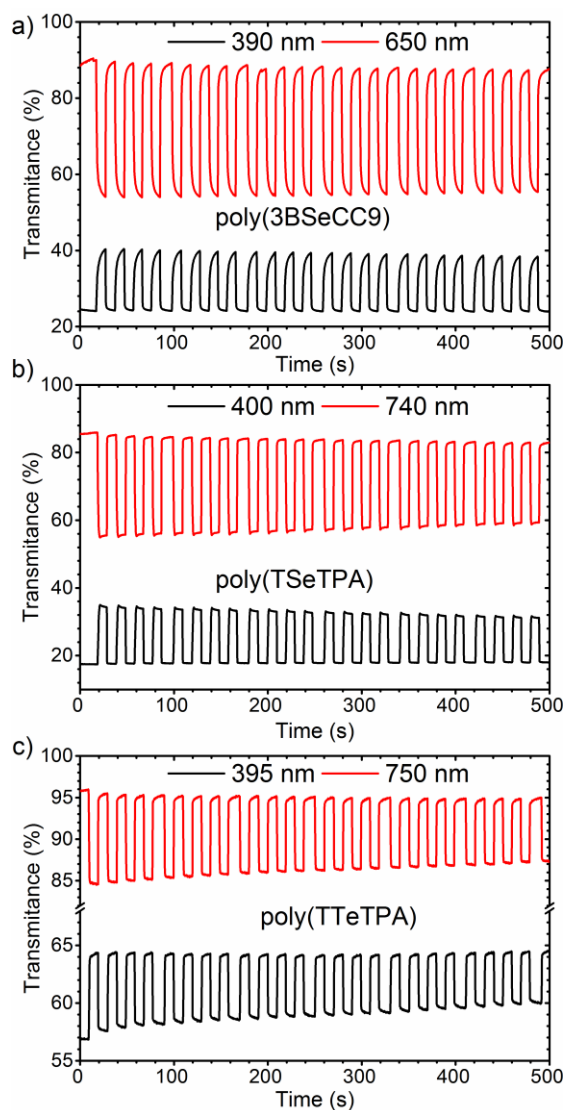 a)
390 nm 650 nm
Transmitance (%)
100
80
60
40
20
poly(3BSeCC9)
0 100 200 300 400 500
Time (s)
b)
400 nm 740 nm
Transmitance (%)
100
80
60
40
20
poly(TSeTPA)
0 100 200 300 400 500
Time (s)
c)
395 nm 750 nm
Transmitance (%)
100
95
90
85
65
60
55
poly(TTeTPA)
0 100 200 300 400 500
Time (s)